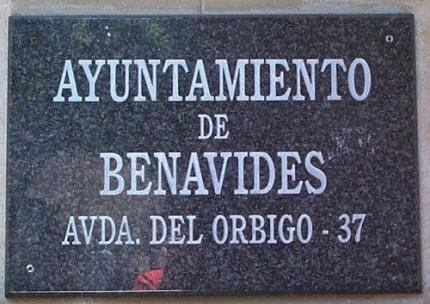 AYUNTAMIENTO
DE
BENAVIDES
AVDA. DEL ORBIGO - 37